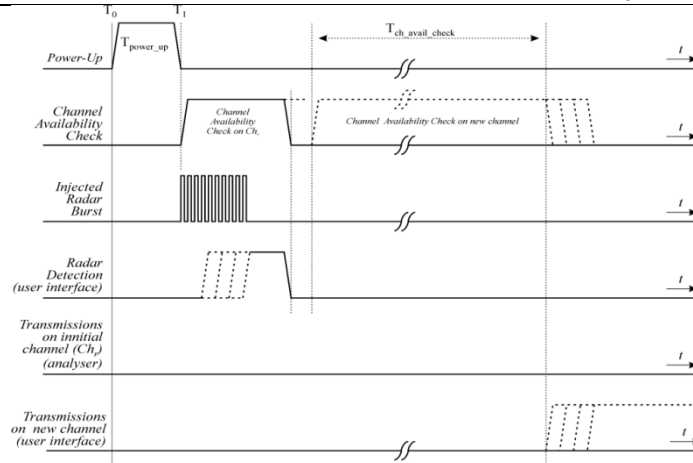 T0 T1
Tpower_up
Tch_avail_check
Power-Up
t
Channel
Availability
Check
Channel
Availability
Check on Chr
Channel Availability Check on new channel
t
Injected
Radar
Burst
t
Radar
Detection
(user interface)
t
Transmissions
on innitial
channel (Chr)
(analyser)
t
Transmissions
on new channel
(user interface)
t